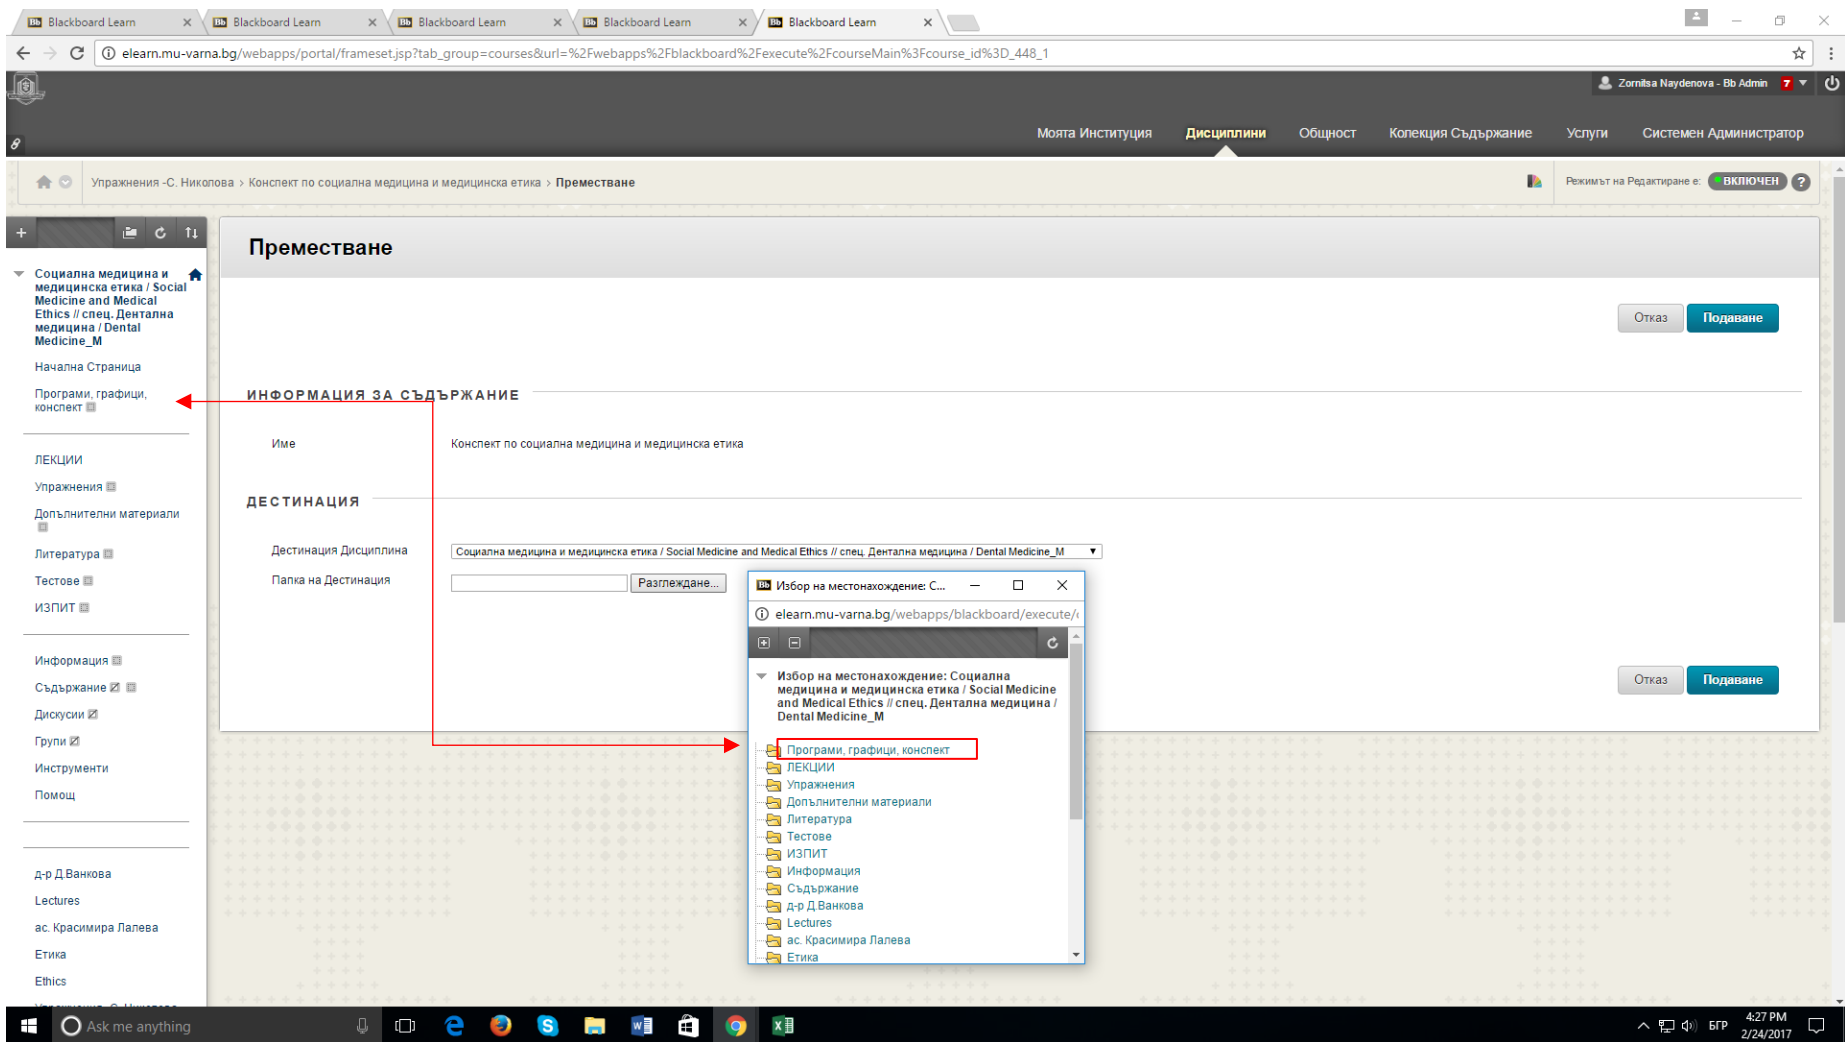 Blackboard Learn
Blackboard Learn
Blackboard Learn
Blackboard Learn
Blackboard Learn
elearn.mu-varna.bg/webapps/portal/frameset.jsp?tab_group=courses&url=%2Fwebapps%2Fblackboard%2Fexecute%2FcourseMain%3Fcourse_id%3D_448_1
Zornitsa Naydenova - Bb Admin 7
Моята Институция Дисциплини Общност Колекция Съдържание Услуги Системен Администратор
Упражнения -С. Николова > Конспект по социална медицина и медицинска етика > Преместване
Режимът на Редактиране е: ВКЛЮЧЕН ?
Социална медицина и
медицинска етика / Social
Medicine and Medical
Ethics // спец. Дентална
медицина / Dental
Medicine_M
Начална Страница
Програми, графици,
конспект
ЛЕКЦИИ
Упражнения
Допълнителни материали
Литература
Тестове
ИЗПИТ
Информация
Съдържание
Дискусии
Групи
Инструменти
Помощ
д-р Д.Ванкова
Lectures
ас. Красимира Лалева
Етика
Ethics
Преместване
Отказ Подаване
ИНФОРМАЦИЯ ЗА СЪДЪРЖАНИЕ
Име Конспект по социална медицина и медицинска етика
ДЕСТИНАЦИЯ
Дестинация Дисциплина Социална медицина и медицинска етика / Social Medicine and Medical Ethics // спец. Дентална медицина / Dental Medicine_M
Папка на Дестинация Разглеждане...
Отказ Подаване
Bb Избор на местонахождение: С...
elearn.mu-varna.bg/webapps/blackboard/execute/
Избор на местонахождение: Социална
медицина и медицинска етика / Social Medicine
and Medical Ethics // спец. Дентална медицина /
Dental Medicine_M
Програми, графици, конспект
ЛЕКЦИИ
Упражнения
Допълнителни материали
Литература
Тестове
ИЗПИТ
Информация
Съдържание
д-р Д.Ванкова
Lectures
ас. Красимира Лалева
Етика
Ask me anything
БГР
4:27 PM
2/24/2017